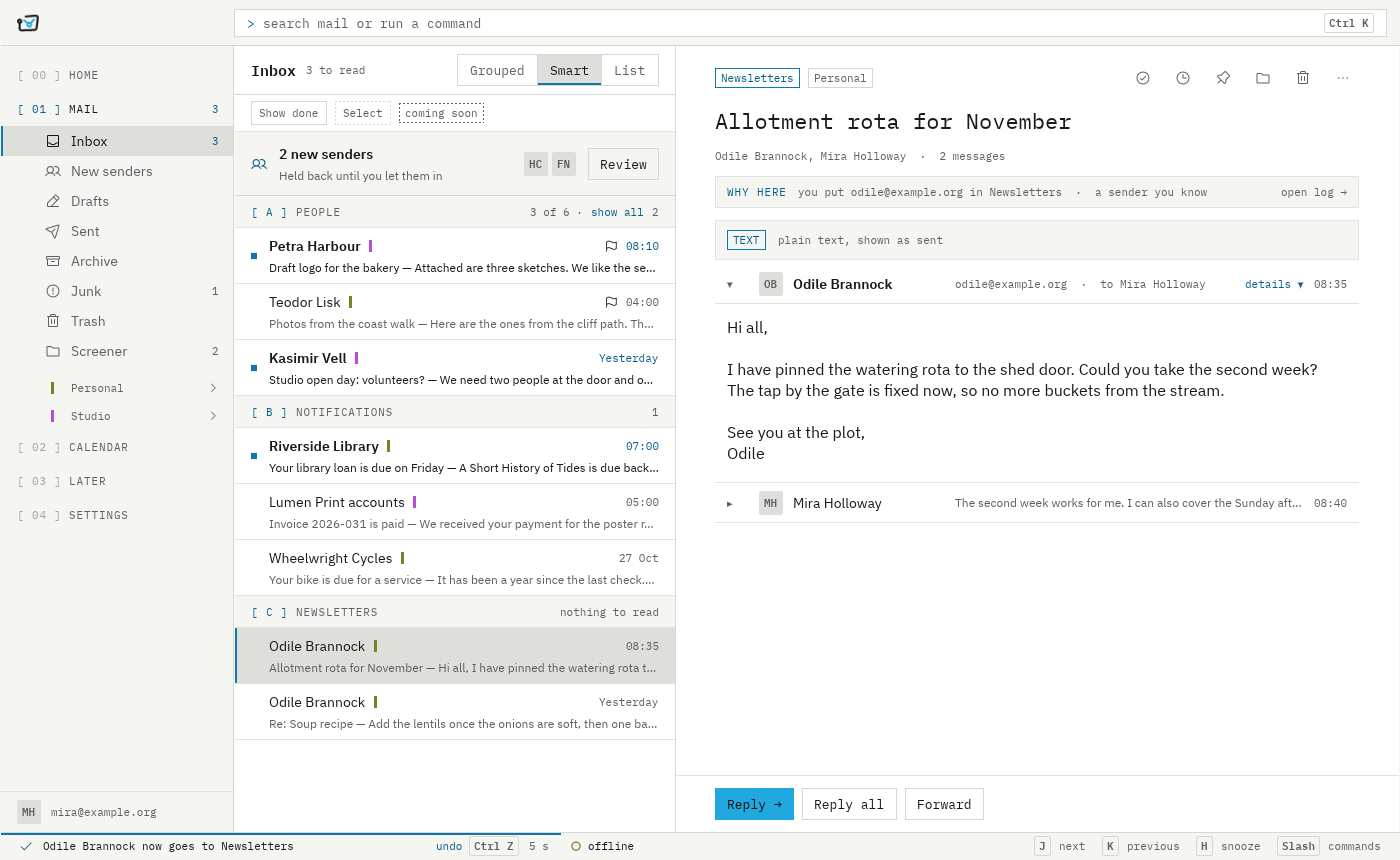 > search mail or run a command Ctrl K
[ 00 ] HOME
[ 01 ] MAIL 3
Inbox 3
New senders
Drafts
Sent
Archive
Junk 1
Trash
Screener 2
Personal
Studio
[ 02 ] CALENDAR
[ 03 ] LATER
[ 04 ] SETTINGS
MH mira@example.org
Inbox 3 to read Grouped Smart List
Show done Select coming soon
2 new senders
Held back until you let them in
HC FN Review
[ A ] PEOPLE 3 of 6 · show all 2
Petra Harbour 08:10
Draft logo for the bakery — Attached are three sketches. We like the se…
Teodor Lisk 04:00
Photos from the coast walk — Here are the ones from the cliff path. Th…
Kasimir Vell Yesterday
Studio open day: volunteers? — We need two people at the door and o…
[ B ] NOTIFICATIONS 1
Riverside Library 07:00
Your library loan is due on Friday — A Short History of Tides is due back…
Lumen Print accounts 05:00
Invoice 2026-031 is paid — We received your payment for the poster r…
Wheelwright Cycles 27 Oct
Your bike is due for a service — It has been a year since the last check.…
[ C ] NEWSLETTERS nothing to read
Odile Brannock 08:35
Allotment rota for November — Hi all, I have pinned the watering rota t…
Odile Brannock Yesterday
Re: Soup recipe — Add the lentils once the onions are soft, then one ba…
Newsletters Personal
Allotment rota for November
Odile Brannock, Mira Holloway · 2 messages
WHY HERE you put odile@example.org in Newsletters · a sender you know open log →
TEXT plain text, shown as sent
▾ OB Odile Brannock odile@example.org · to Mira Holloway details ▾ 08:35
Hi all,
I have pinned the watering rota to the shed door. Could you take the second week?
The tap by the gate is fixed now, so no more buckets from the stream.
See you at the plot,
Odile
▸ MH Mira Holloway The second week works for me. I can also cover the Sunday aft… 08:40
Reply → Reply all Forward
Odile Brannock now goes to Newsletters undo Ctrl Z 5 s offline J next K previous H snooze Slash commands